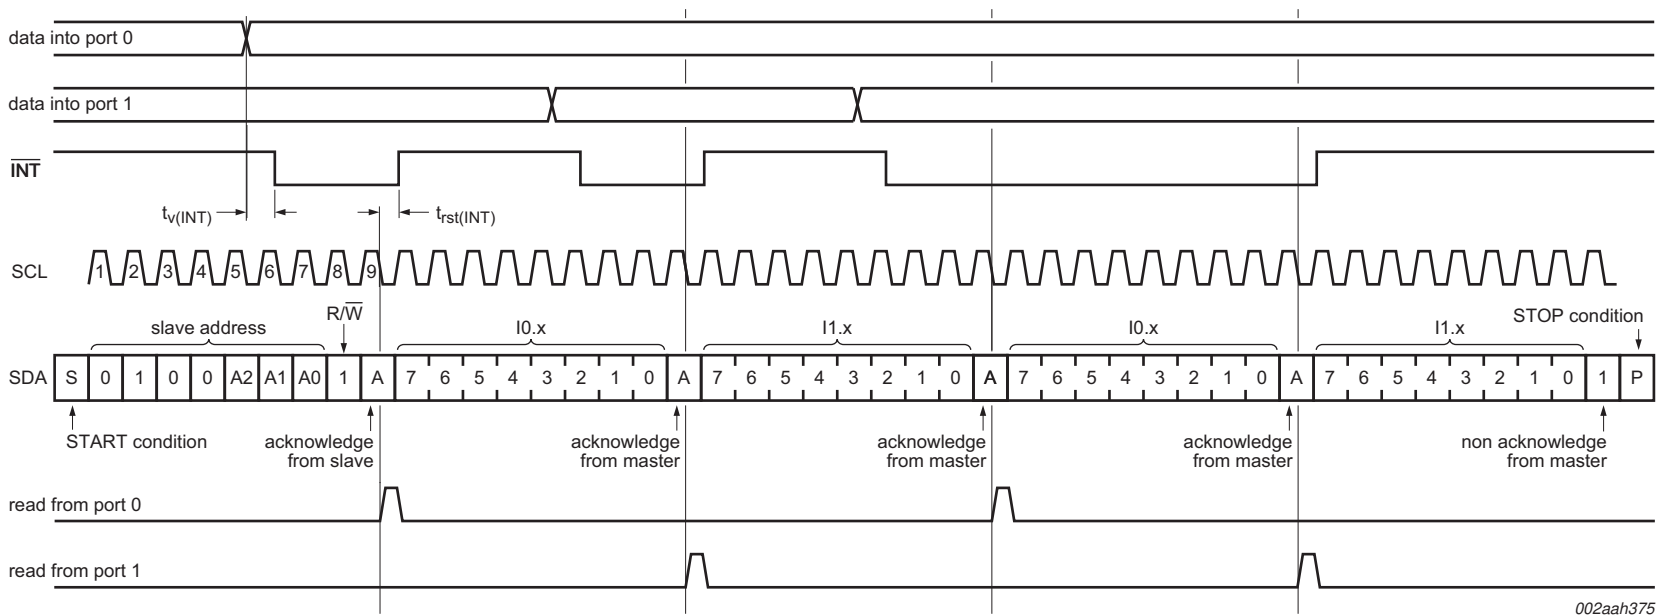 data into port 0
data into port 1
INT
tv(INT)
trst(INT)
SCL
1 2 3 4 5 6 7 8 9
R/W
slave address
I0.x
I1.x
I0.x
I1.x
STOP condition
SDA
S 0 1 0 0 A2 A1 A0 1 A 7 6 5 4 3 2 1 0 A 7 6 5 4 3 2 1 0 A 7 6 5 4 3 2 1 0 A 7 6 5 4 3 2 1 0 1 P
START condition
acknowledge
from slave
acknowledge
from master
acknowledge
from master
acknowledge
from master
non acknowledge
from master
read from port 0
read from port 1
002aah375